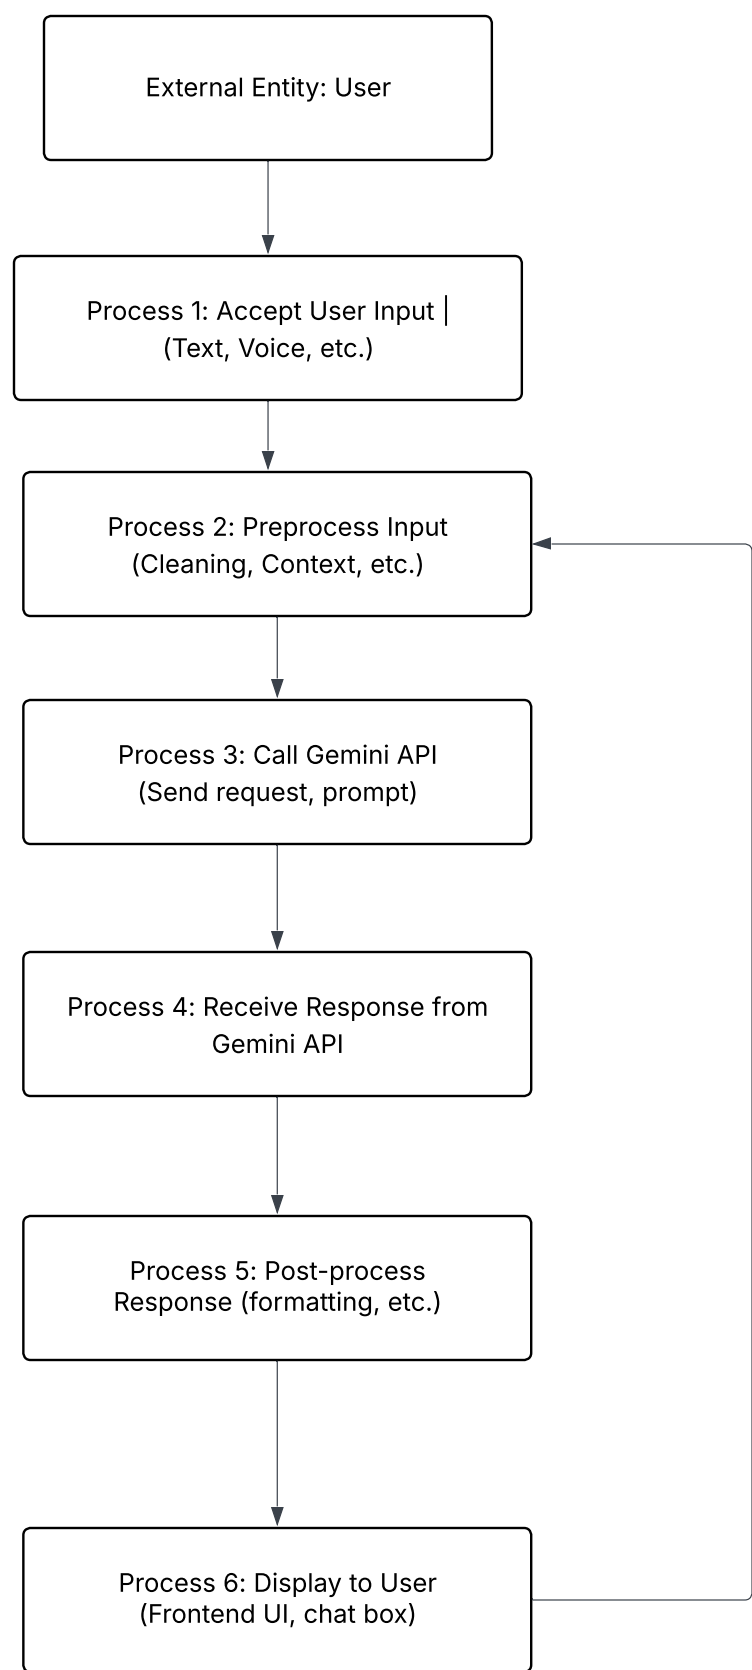 External Entity: User
Process 1: Accept User Input |
(Text, Voice, etc.)
Process 2: Preprocess Input
(Cleaning, Context, etc.)
Process 3: Call Gemini API
(Send request, prompt)
Process 4: Receive Response from
Gemini API
Process 5: Post-process
Response (formatting, etc.)
Process 6: Display to User
(Frontend UI, chat box)